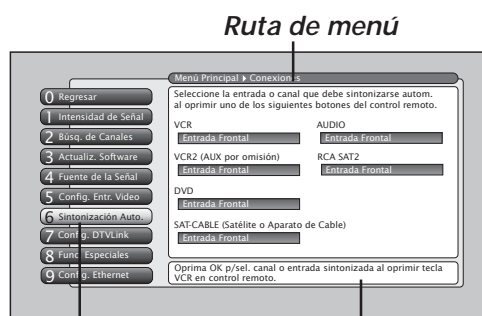 Ruta de menú
Menú Principal ▸ Conexiones
0 Regresar
1 Intensidad de Señal
2 Búsq. de Canales
3 Actualiz. Software
4 Fuente de la Señal
5 Config. Entr. Video
6 Sintonización Auto.
7 Config. DTVLink
8 Func. Especiales
9 Config. Ethernet
Seleccione la entrada o canal que debe sintonizarse autom.
al oprimir uno de los siguientes botones del control remoto.
VCR
Entrada Frontal
AUDIO
Entrada Frontal
VCR2 (AUX por omisión)
Entrada Frontal
RCA SAT2
Entrada Frontal
DVD
Entrada Frontal
SAT-CABLE (Satélite o Aparato de Cable)
Entrada Frontal
Oprima OK p/sel. canal o entrada sintonizada al oprimir tecla
VCR en control remoto.